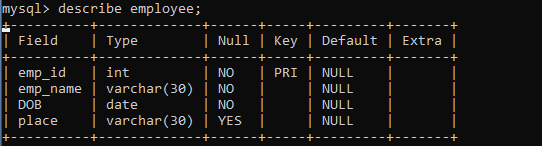 mysql> describe employee;
+----------+-------------+------+-----+---------+-------+
| Field    | Type        | Null | Key | Default | Extra |
+----------+-------------+------+-----+---------+-------+
| emp_id   | int         | NO   | PRI | NULL    |       |
| emp_name | varchar(30) | NO   |     | NULL    |       |
| DOB      | date        | NO   |     | NULL    |       |
| place    | varchar(30) | YES  |     | NULL    |       |
+----------+-------------+------+-----+---------+-------+